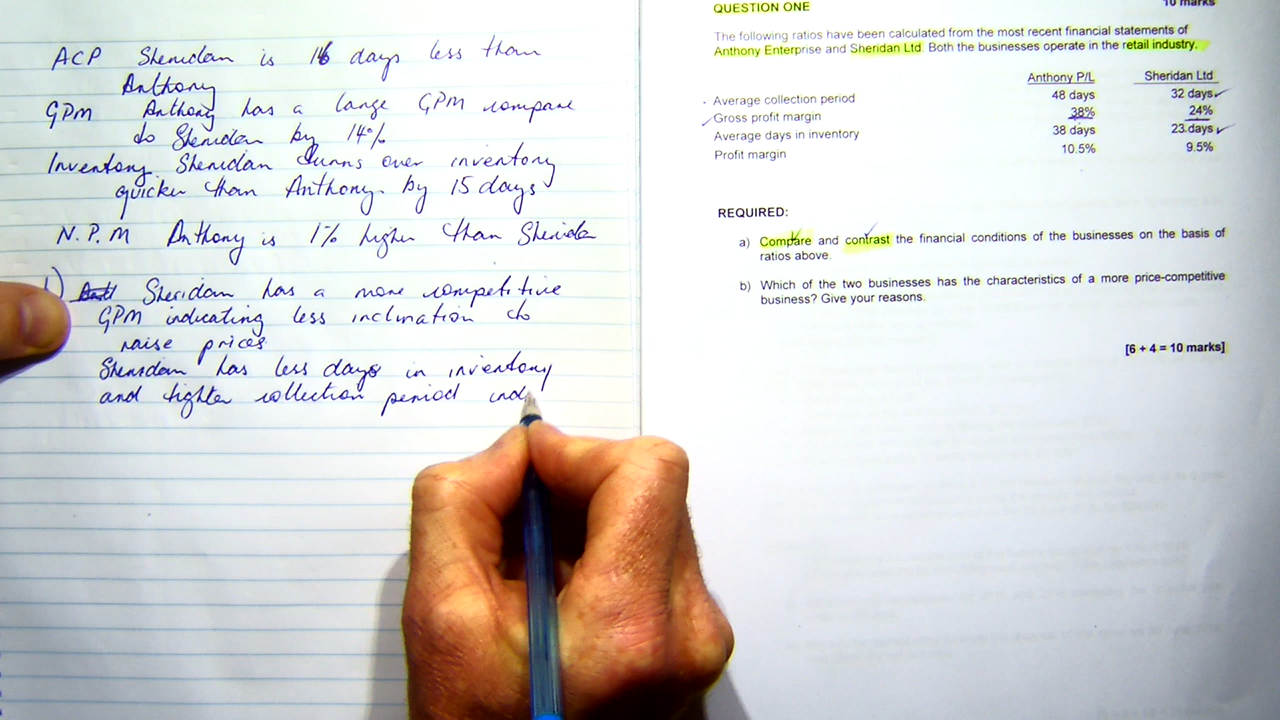 ACP Sheridan is 16 days less than
Anthony
GPM Anthony has a large GPM compare
to Sheridan by 14%
Inventory. Sheridan turns over inventory
quicker than Anthony. by 15 days
N.P.M Anthony is 1% higher than Sherida
Sheridan has a more competitive
GPM indicating less inclination to
raise prices
Sheridan has less days in inventory
and tighter collection period indi
QUESTION ONE
10 marks
The following ratios have been calculated from the most recent financial statements of
Anthony Enterprise and Sheridan Ltd. Both the businesses operate in the retail industry.
Anthony P/L Sheridan Ltd
Average collection period 48 days 32 days
Gross profit margin 38% 24%
Average days in inventory 38 days 23 days
Profit margin 10.5% 9.5%
REQUIRED:
a) Compare and contrast the financial conditions of the businesses on the basis of
ratios above.
b) Which of the two businesses has the characteristics of a more price-competitive
business? Give your reasons.
[6 + 4 = 10 marks]